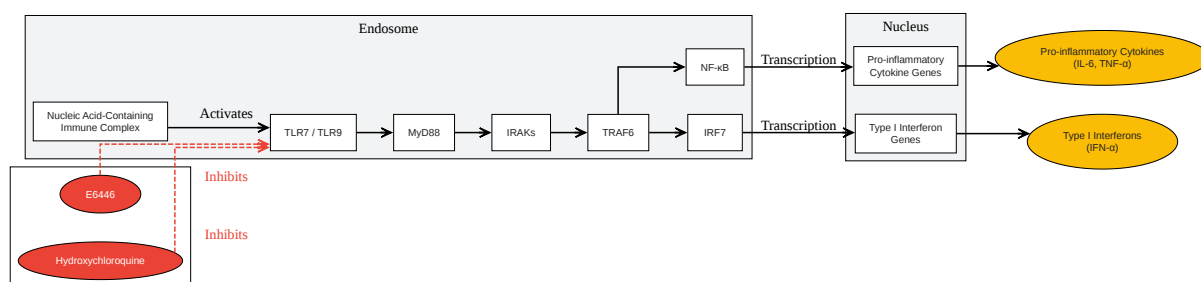 Endosome
Nucleus
NF-κB
Transcription
Pro-inflammatory
Cytokine Genes
Pro-inflammatory Cytokines
(IL-6, TNF-α)
Nucleic Acid-Containing
Immune Complex
Activates
TLR7 / TLR9
MyD88
IRAKs
TRAF6
IRF7
Transcription
Type I Interferon
Genes
Type I Interferons
(IFN-α)
Inhibits
E6446
Inhibits
Hydroxychloroquine